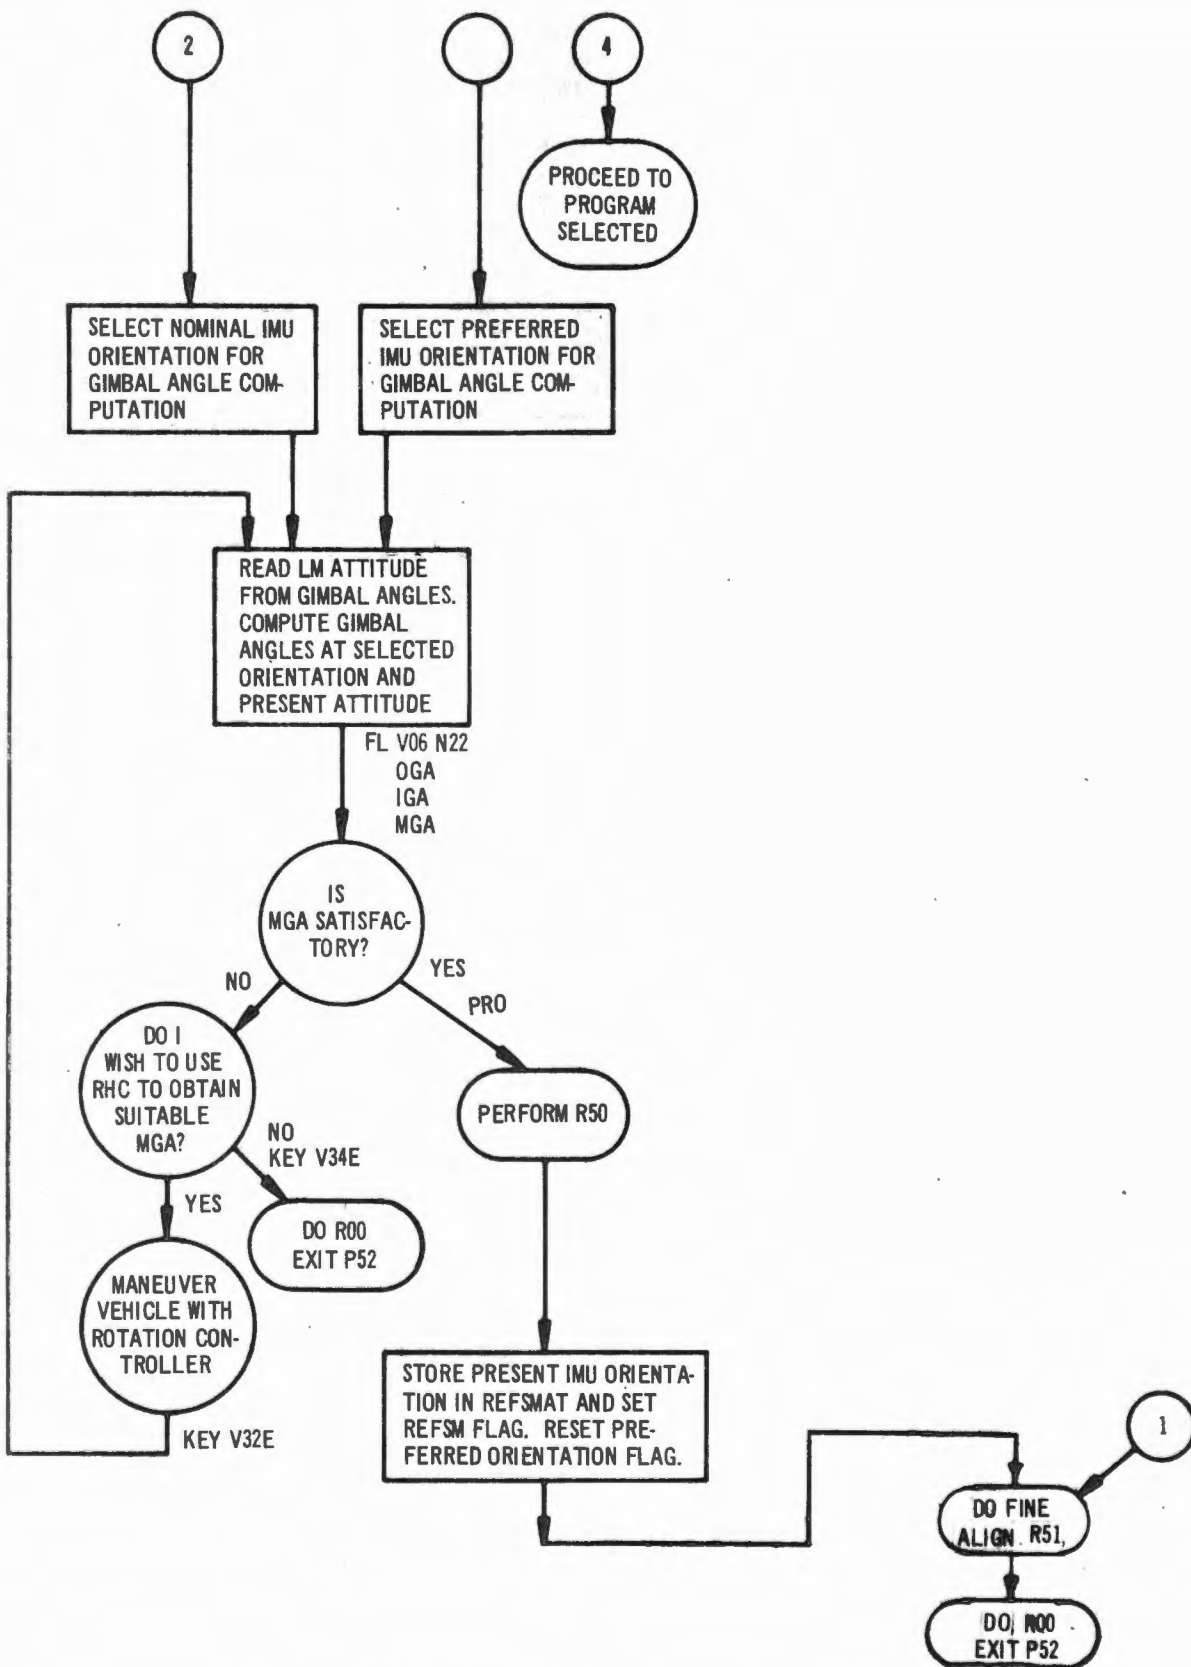 2
4
PROCEED TO
PROGRAM
SELECTED
SELECT NOMINAL IMU
ORIENTATION FOR
GIMBAL ANGLE COM-
PUTATION
SELECT PREFERRED
IMU ORIENTATION FOR
GIMBAL ANGLE COM-
PUTATION
READ LM ATTITUDE
FROM GIMBAL ANGLES.
COMPUTE GIMBAL
ANGLES AT SELECTED
ORIENTATION AND
PRESENT ATTITUDE
FL V06 N22
OGA
IGA
MGA
IS
MGA SATISFAC-
TORY?
NO
YES
PRO
DO I
WISH TO USE
RHC TO OBTAIN
SUITABLE
MGA?
PERFORM R50
NO
KEY V34E
YES
DO R00
EXIT P52
MANEUVER
VEHICLE WITH
ROTATION CON-
TROLLER
KEY V32E
STORE PRESENT IMU ORIENTA-
TION IN REFSMAT AND SET
REFSM FLAG. RESET PRE-
FERRED ORIENTATION FLAG.
1
DO FINE
ALIGN. R51,
DO, R00
EXIT P52